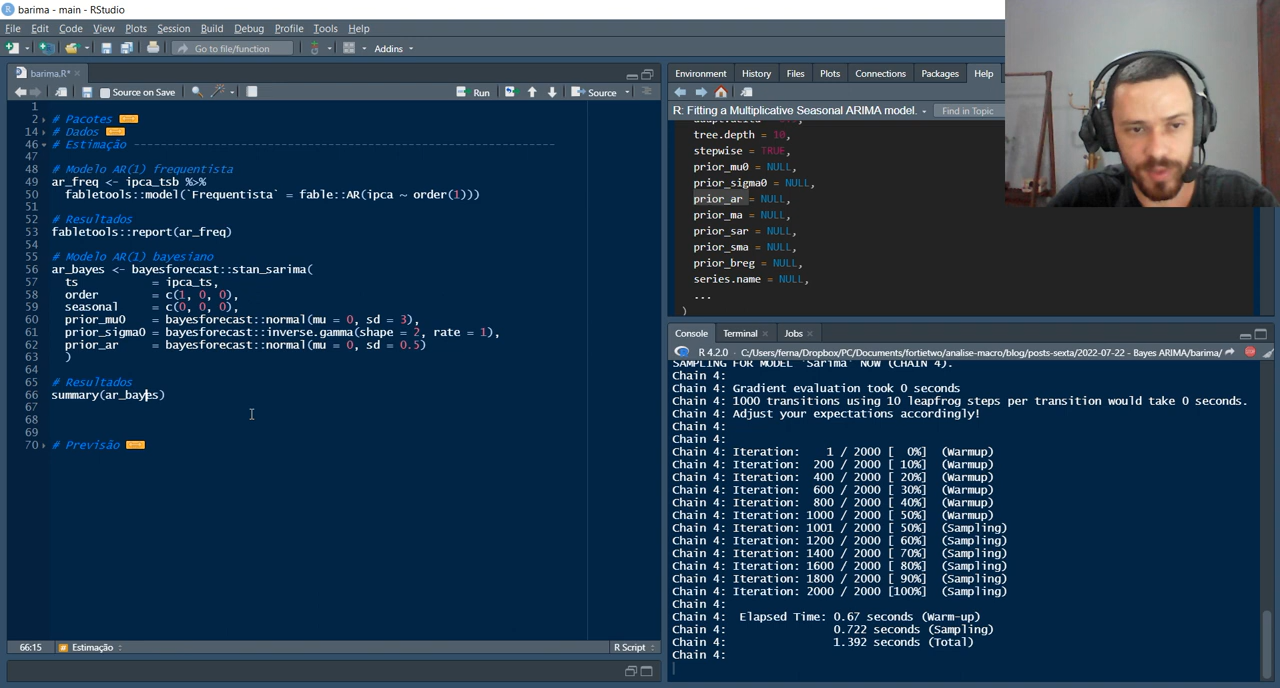 barima - main - RStudio
File Edit Code View Plots Session Build Debug Profile Tools Help
Go to file/function Addins
barima.R*
Source on Save Run Source
1
2 # Pacotes
14 # Dados
46 # Estimação ----------------------------------------------------------------
47
48 # Modelo AR(1) frequentista
49 ar_freq <- ipca_tsb %>%
50 fabletools::model(`Frequentista` = fable::AR(ipca ~ order(1)))
51
52 # Resultados
53 fabletools::report(ar_freq)
54
55 # Modelo AR(1) bayesiano
56 ar_bayes <- bayesforecast::stan_sarima(
57 ts = ipca_ts,
58 order = c(1, 0, 0),
59 seasonal = c(0, 0, 0),
60 prior_mu0 = bayesforecast::normal(mu = 0, sd = 3),
61 prior_sigma0 = bayesforecast::inverse.gamma(shape = 2, rate = 1),
62 prior_ar = bayesforecast::normal(mu = 0, sd = 0.5)
63 )
64
65 # Resultados
66 summary(ar_bayes)
67
68
69
70 # Previsão
66:15 Estimação R Script
Environment History Files Plots Connections Packages Help
R: Fitting a Multiplicative Seasonal ARIMA model. Find in Topic
tree.depth = 10,
stepwise = TRUE,
prior_mu0 = NULL,
prior_sigma0 = NULL,
prior_ar = NULL,
prior_ma = NULL,
prior_sar = NULL,
prior_sma = NULL,
prior_breg = NULL,
series.name = NULL,
...
)
Console Terminal Jobs
R 4.2.0 · C:/Users/ferna/Dropbox/PC/Documents/fortietwo/analise-macro/blog/posts-sexta/2022-07-22 - Bayes ARIMA/barima/
SAMPLING FOR MODEL 'Sarima' NOW (CHAIN 4).
Chain 4:
Chain 4: Gradient evaluation took 0 seconds
Chain 4: 1000 transitions using 10 leapfrog steps per transition would take 0 seconds.
Chain 4: Adjust your expectations accordingly!
Chain 4:
Chain 4:
Chain 4: Iteration: 1 / 2000 [ 0%] (Warmup)
Chain 4: Iteration: 200 / 2000 [ 10%] (Warmup)
Chain 4: Iteration: 400 / 2000 [ 20%] (Warmup)
Chain 4: Iteration: 600 / 2000 [ 30%] (Warmup)
Chain 4: Iteration: 800 / 2000 [ 40%] (Warmup)
Chain 4: Iteration: 1000 / 2000 [ 50%] (Warmup)
Chain 4: Iteration: 1001 / 2000 [ 50%] (Sampling)
Chain 4: Iteration: 1200 / 2000 [ 60%] (Sampling)
Chain 4: Iteration: 1400 / 2000 [ 70%] (Sampling)
Chain 4: Iteration: 1600 / 2000 [ 80%] (Sampling)
Chain 4: Iteration: 1800 / 2000 [ 90%] (Sampling)
Chain 4: Iteration: 2000 / 2000 [100%] (Sampling)
Chain 4:
Chain 4: Elapsed Time: 0.67 seconds (Warm-up)
Chain 4: 0.722 seconds (Sampling)
Chain 4: 1.392 seconds (Total)
Chain 4: